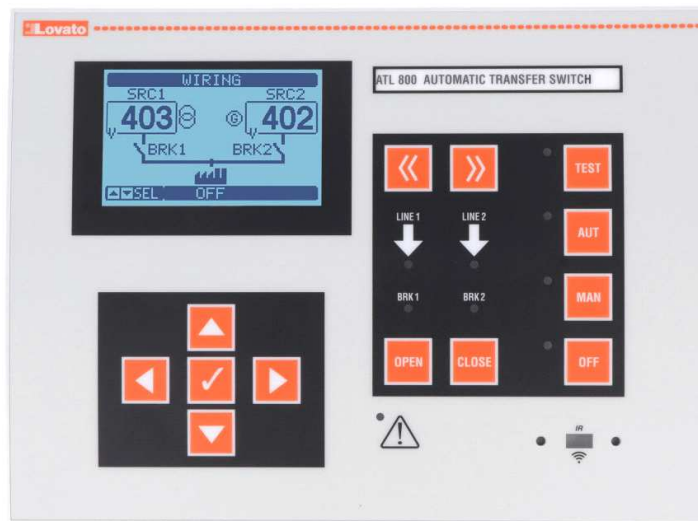 Lovato
ATL 800 AUTOMATIC TRANSFER SWITCH
WIRING
SRC1 SRC2
V 403 G V 402
BRK1 BRK2
SEL OFF
TEST
LINE 1 LINE 2 AUT
BRK 1 BRK 2 MAN
OPEN CLOSE OFF
IR